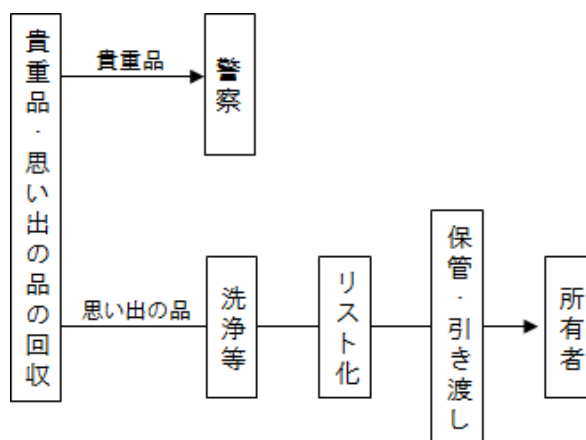 貴重品・思い出の品の回収
貴重品
警察
思い出の品
洗浄等
リスト化
保管・引き渡し
所有者